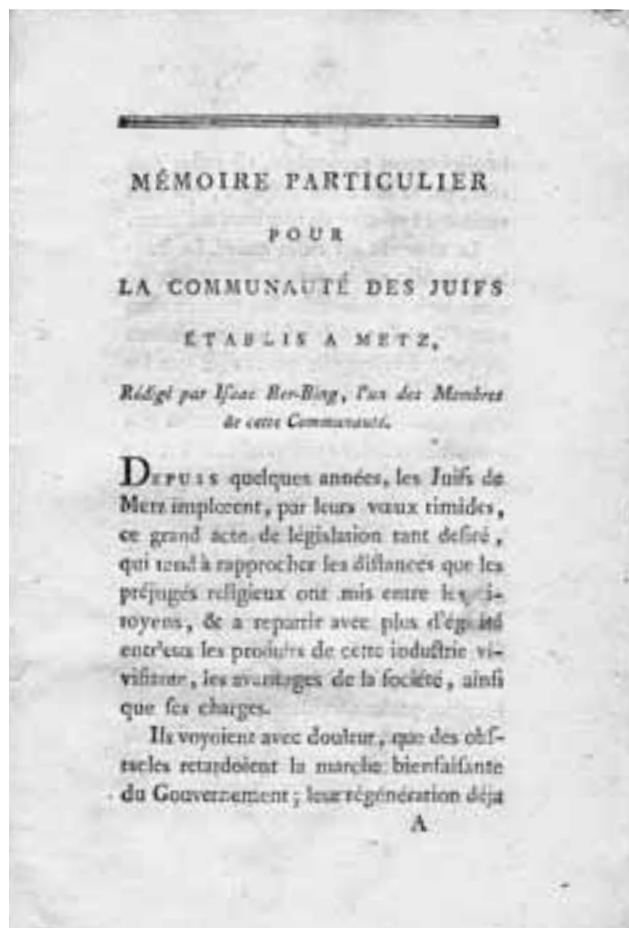 MÉMOIRE PARTICULIER
POUR
LA COMMUNAUTÉ DES JUIFS
ÉTABLIS A METZ,
Rédigé par Iſaac Ber-Bing, l'un des Membres
de cette Communauté.
DEPUIS quelques années, les Juifs de
Metz implorent, par leurs vœux timides,
ce grand acte de législation tant deſiré,
qui tend à rapprocher les diſtances que les
préjugés religieux ont mis entre les ci-
toyens, & a repartir avec plus d'égalité
entr'eux les produits de cette induſtrie vi-
vifiante, les avantages de la ſociété, ainſi
que ſes charges.
Ils voyoient avec douleur, que des obſ-
tacles retardoient la marche bienfaiſante
du Gouvernement; leur régénération déja
A